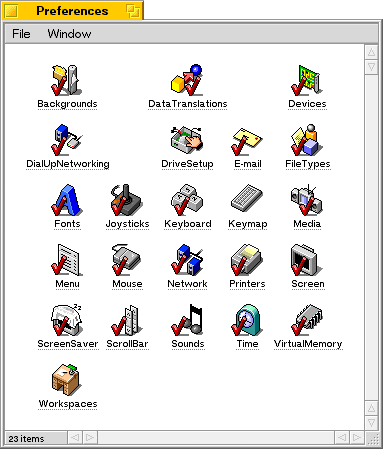 Preferences
File Window
Backgrounds DataTranslations Devices
DialUpNetworking DriveSetup E-mail FileTypes
Fonts Joysticks Keyboard Keymap Media
Menu Mouse Network Printers Screen
ScreenSaver ScrollBar Sounds Time VirtualMemory
Workspaces
23 items